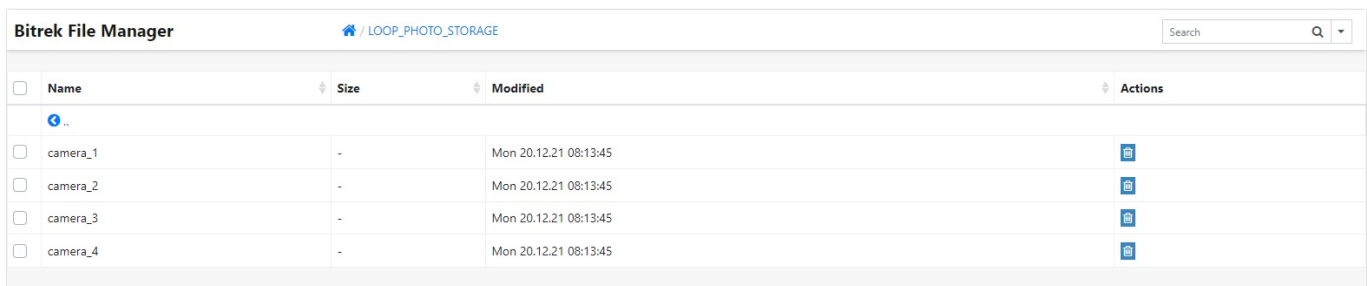 Bitrek File Manager / LOOP_PHOTO_STORAGE Search
Name Size Modified Actions
..
camera_1 - Mon 20.12.21 08:13:45
camera_2 - Mon 20.12.21 08:13:45
camera_3 - Mon 20.12.21 08:13:45
camera_4 - Mon 20.12.21 08:13:45